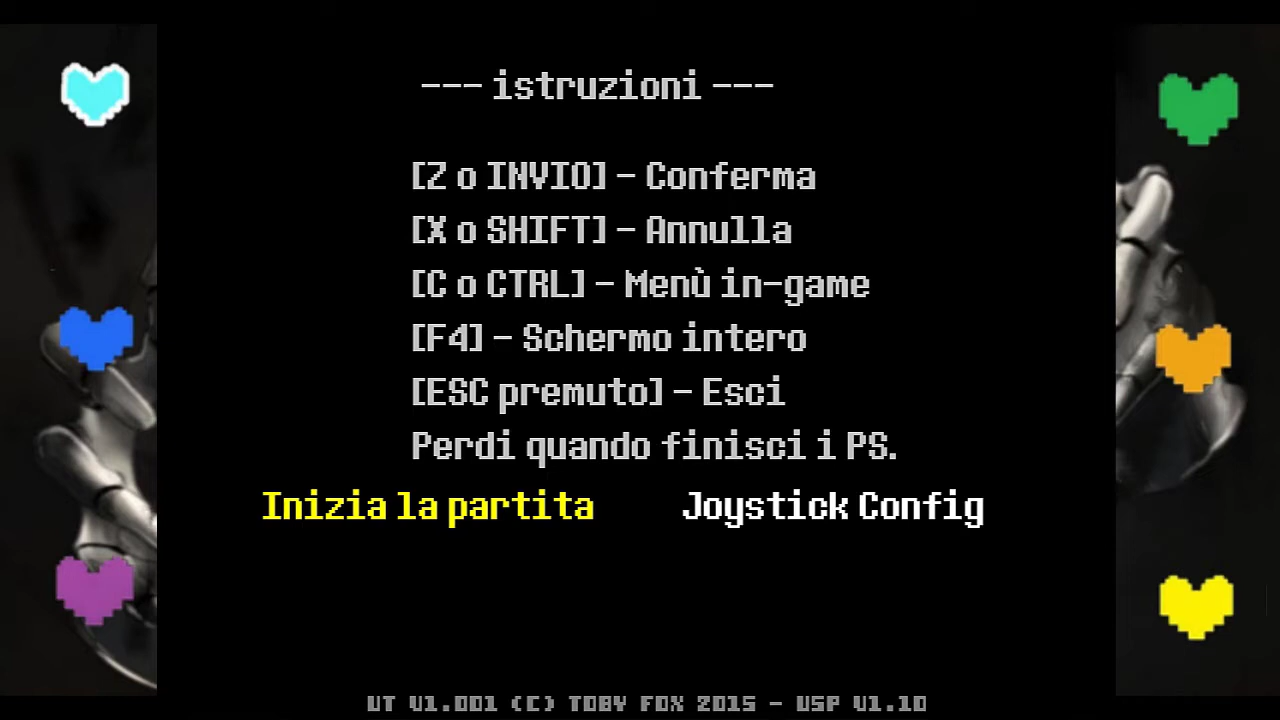 --- istruzioni ---
[Z o INVIO] - Conferma
[X o SHIFT] - Annulla
[C o CTRL] - Menù in-game
[F4] - Schermo intero
[ESC premuto] - Esci
Perdi quando finisci i PS.
Inizia la partita Joystick Config
UT V1.001 (C) TOBY FOX 2015 - USP V1.10